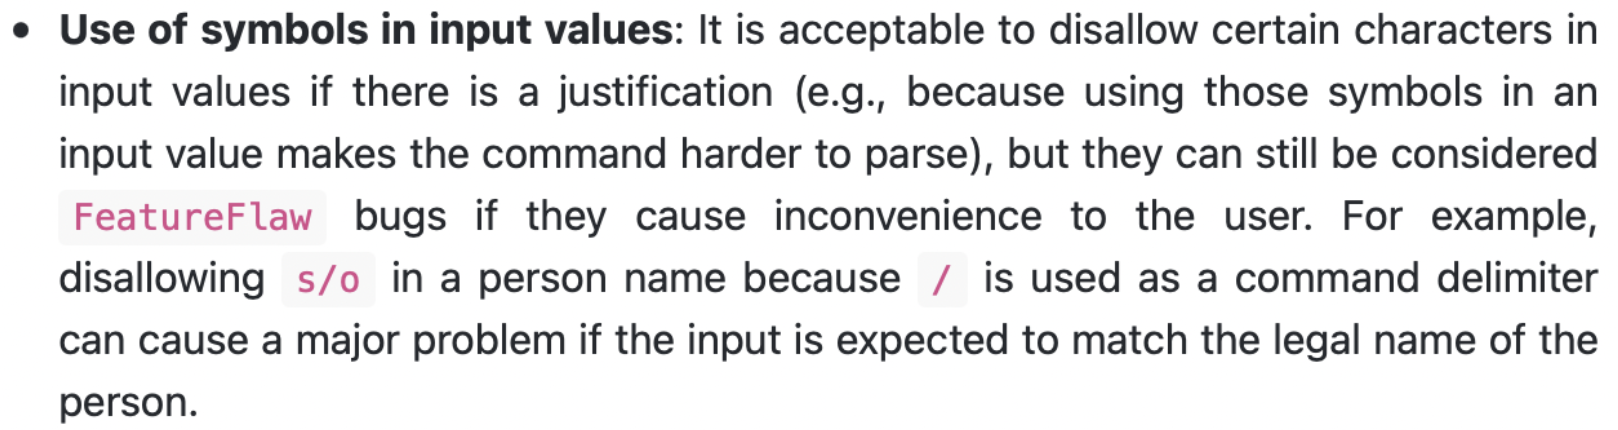 • Use of symbols in input values: It is acceptable to disallow certain characters in
input values if there is a justification (e.g., because using those symbols in an
input value makes the command harder to parse), but they can still be considered
FeatureFlaw bugs if they cause inconvenience to the user. For example,
disallowing s/o in a person name because / is used as a command delimiter
can cause a major problem if the input is expected to match the legal name of the
person.